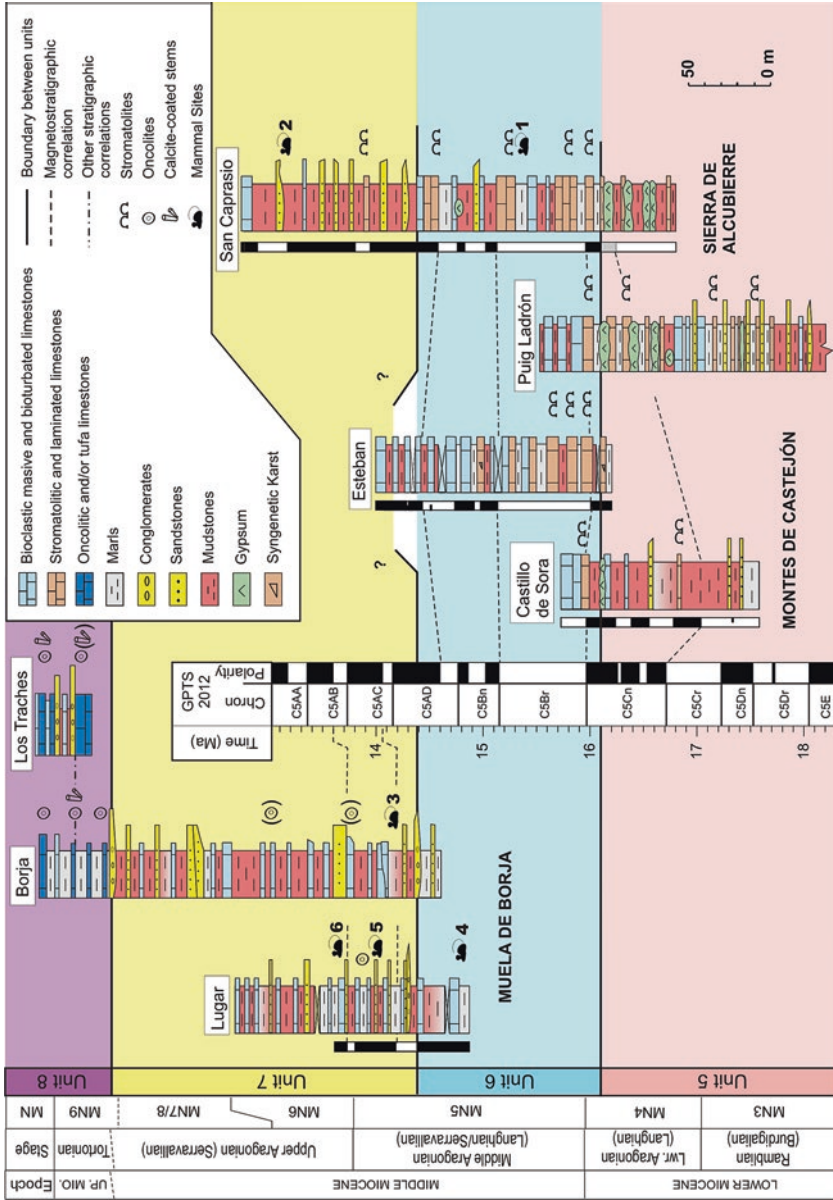 Epoch
Stage
MN
UP. MIO.
Tortonian
MN9
Unit 8
MIDDLE MIOCENE
Upper Aragonian (Serravallian)
MN7/8
MN6
Unit 7
Middle Aragonian
(Langhian/Serravallian)
MN5
Unit 6
LOWER MIOCENE
Lwr. Aragonian
(Langhian)
MN4
Ramblian
(Burdigalian)
MN3
Unit 5
Lugar
6
5
4
Borja
( )
( )
3
MUELA DE BORJA
Los Traches
( )
Time (Ma)
Chron
GPTS
2012
Polarity
14
15
16
17
18
C5AA
C5AB
C5AC
C5AD
C5Bn
C5Br
C5Cn
C5Cr
C5Dn
C5Dr
C5E
Castillo
de Sora
MONTES DE CASTEJÓN
Esteban
?
?
Puig Ladrón
San Caprasio
2
1
SIERRA DE
ALCUBIERRE
50
0 m
Bioclastic masive and bioturbated limestones
Stromatolitic and laminated limestones
Oncolitic and/or tufa limestones
Marls
Conglomerates
Sandstones
Mudstones
Gypsum
Syngenetic Karst
Boundary between units
Magnetostratigraphic
correlation
Other stratigraphic
correlations
Stromatolites
Oncolites
Calcite-coated stems
Mammal Sites